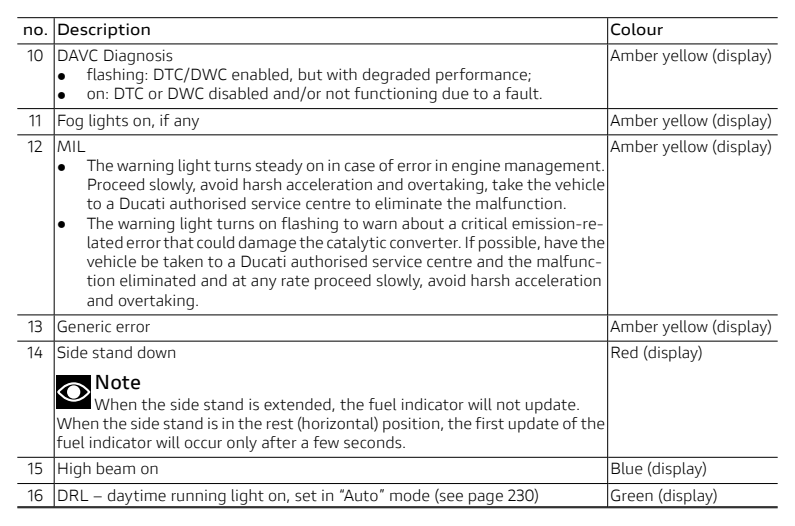 no. Description Colour
10 DAVC Diagnosis Amber yellow (display)
● flashing: DTC/DWC enabled, but with degraded performance;
● on: DTC or DWC disabled and/or not functioning due to a fault.
11 Fog lights on, if any Amber yellow (display)
12 MIL Amber yellow (display)
● The warning light turns steady on in case of error in engine management.
Proceed slowly, avoid harsh acceleration and overtaking, take the vehicle
to a Ducati authorised service centre to eliminate the malfunction.
● The warning light turns on flashing to warn about a critical emission-re-
lated error that could damage the catalytic converter. If possible, have the
vehicle be taken to a Ducati authorised service centre and the malfunc-
tion eliminated and at any rate proceed slowly, avoid harsh acceleration
and overtaking.
13 Generic error Amber yellow (display)
14 Side stand down Red (display)
Note
When the side stand is extended, the fuel indicator will not update.
When the side stand is in the rest (horizontal) position, the first update of the
fuel indicator will occur only after a few seconds.
15 High beam on Blue (display)
16 DRL – daytime running light on, set in "Auto" mode (see page 230) Green (display)